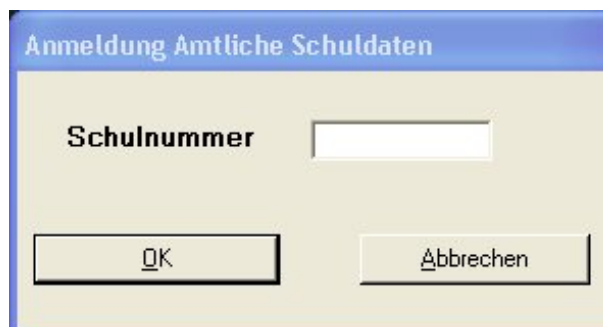 Anmeldung Amtliche Schuldaten
Schulnummer
OK
Abbrechen